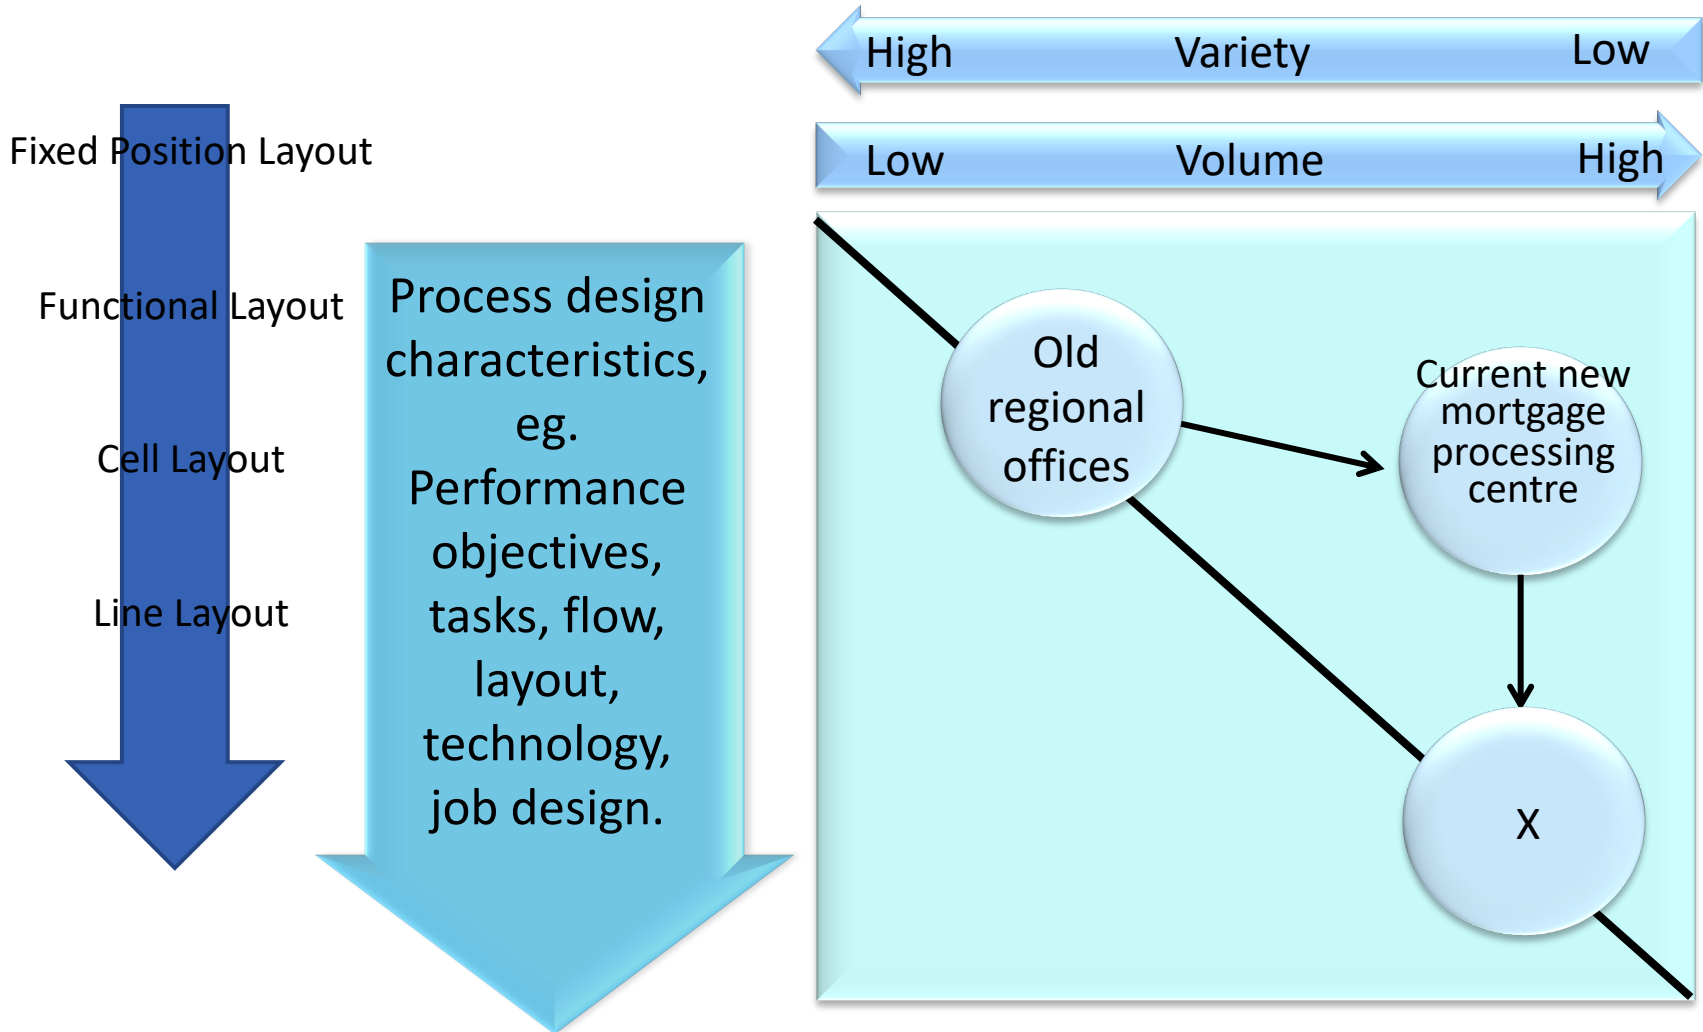 High Variety Low
Low Volume High
Fixed Position Layout
Functional Layout
Cell Layout
Line Layout
Process design
characteristics,
eg.
Performance
objectives,
tasks, flow,
layout,
technology,
job design.
Old
regional
offices
Current new
mortgage
processing
centre
X